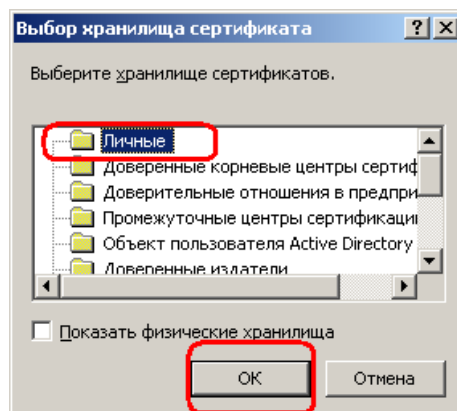 Выбор хранилища сертификата
Выберите хранилище сертификатов.
Личные
Доверенные корневые центры сертиф
Доверительные отношения в предпри
Промежуточные центры сертификации
Объект пользователя Active Directory
Доверенные издатели
Показать физические хранилища
ОК
Отмена